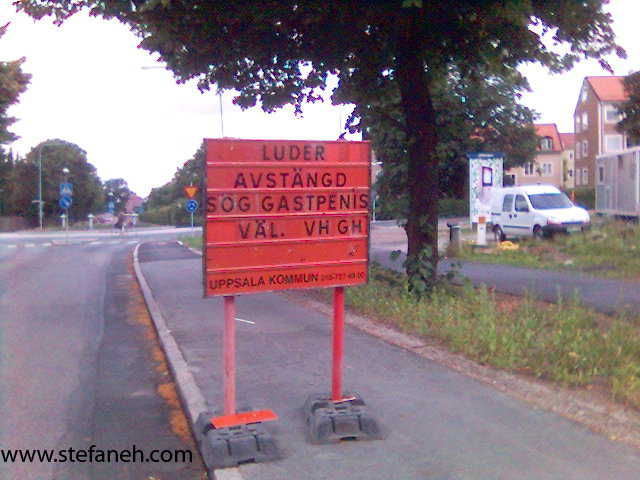 LUDER
AVSTÄNGD
SÖG GASTPENIS
VÄL. VH GH
UPPSALA KOMMUN
www.stefaneh.com